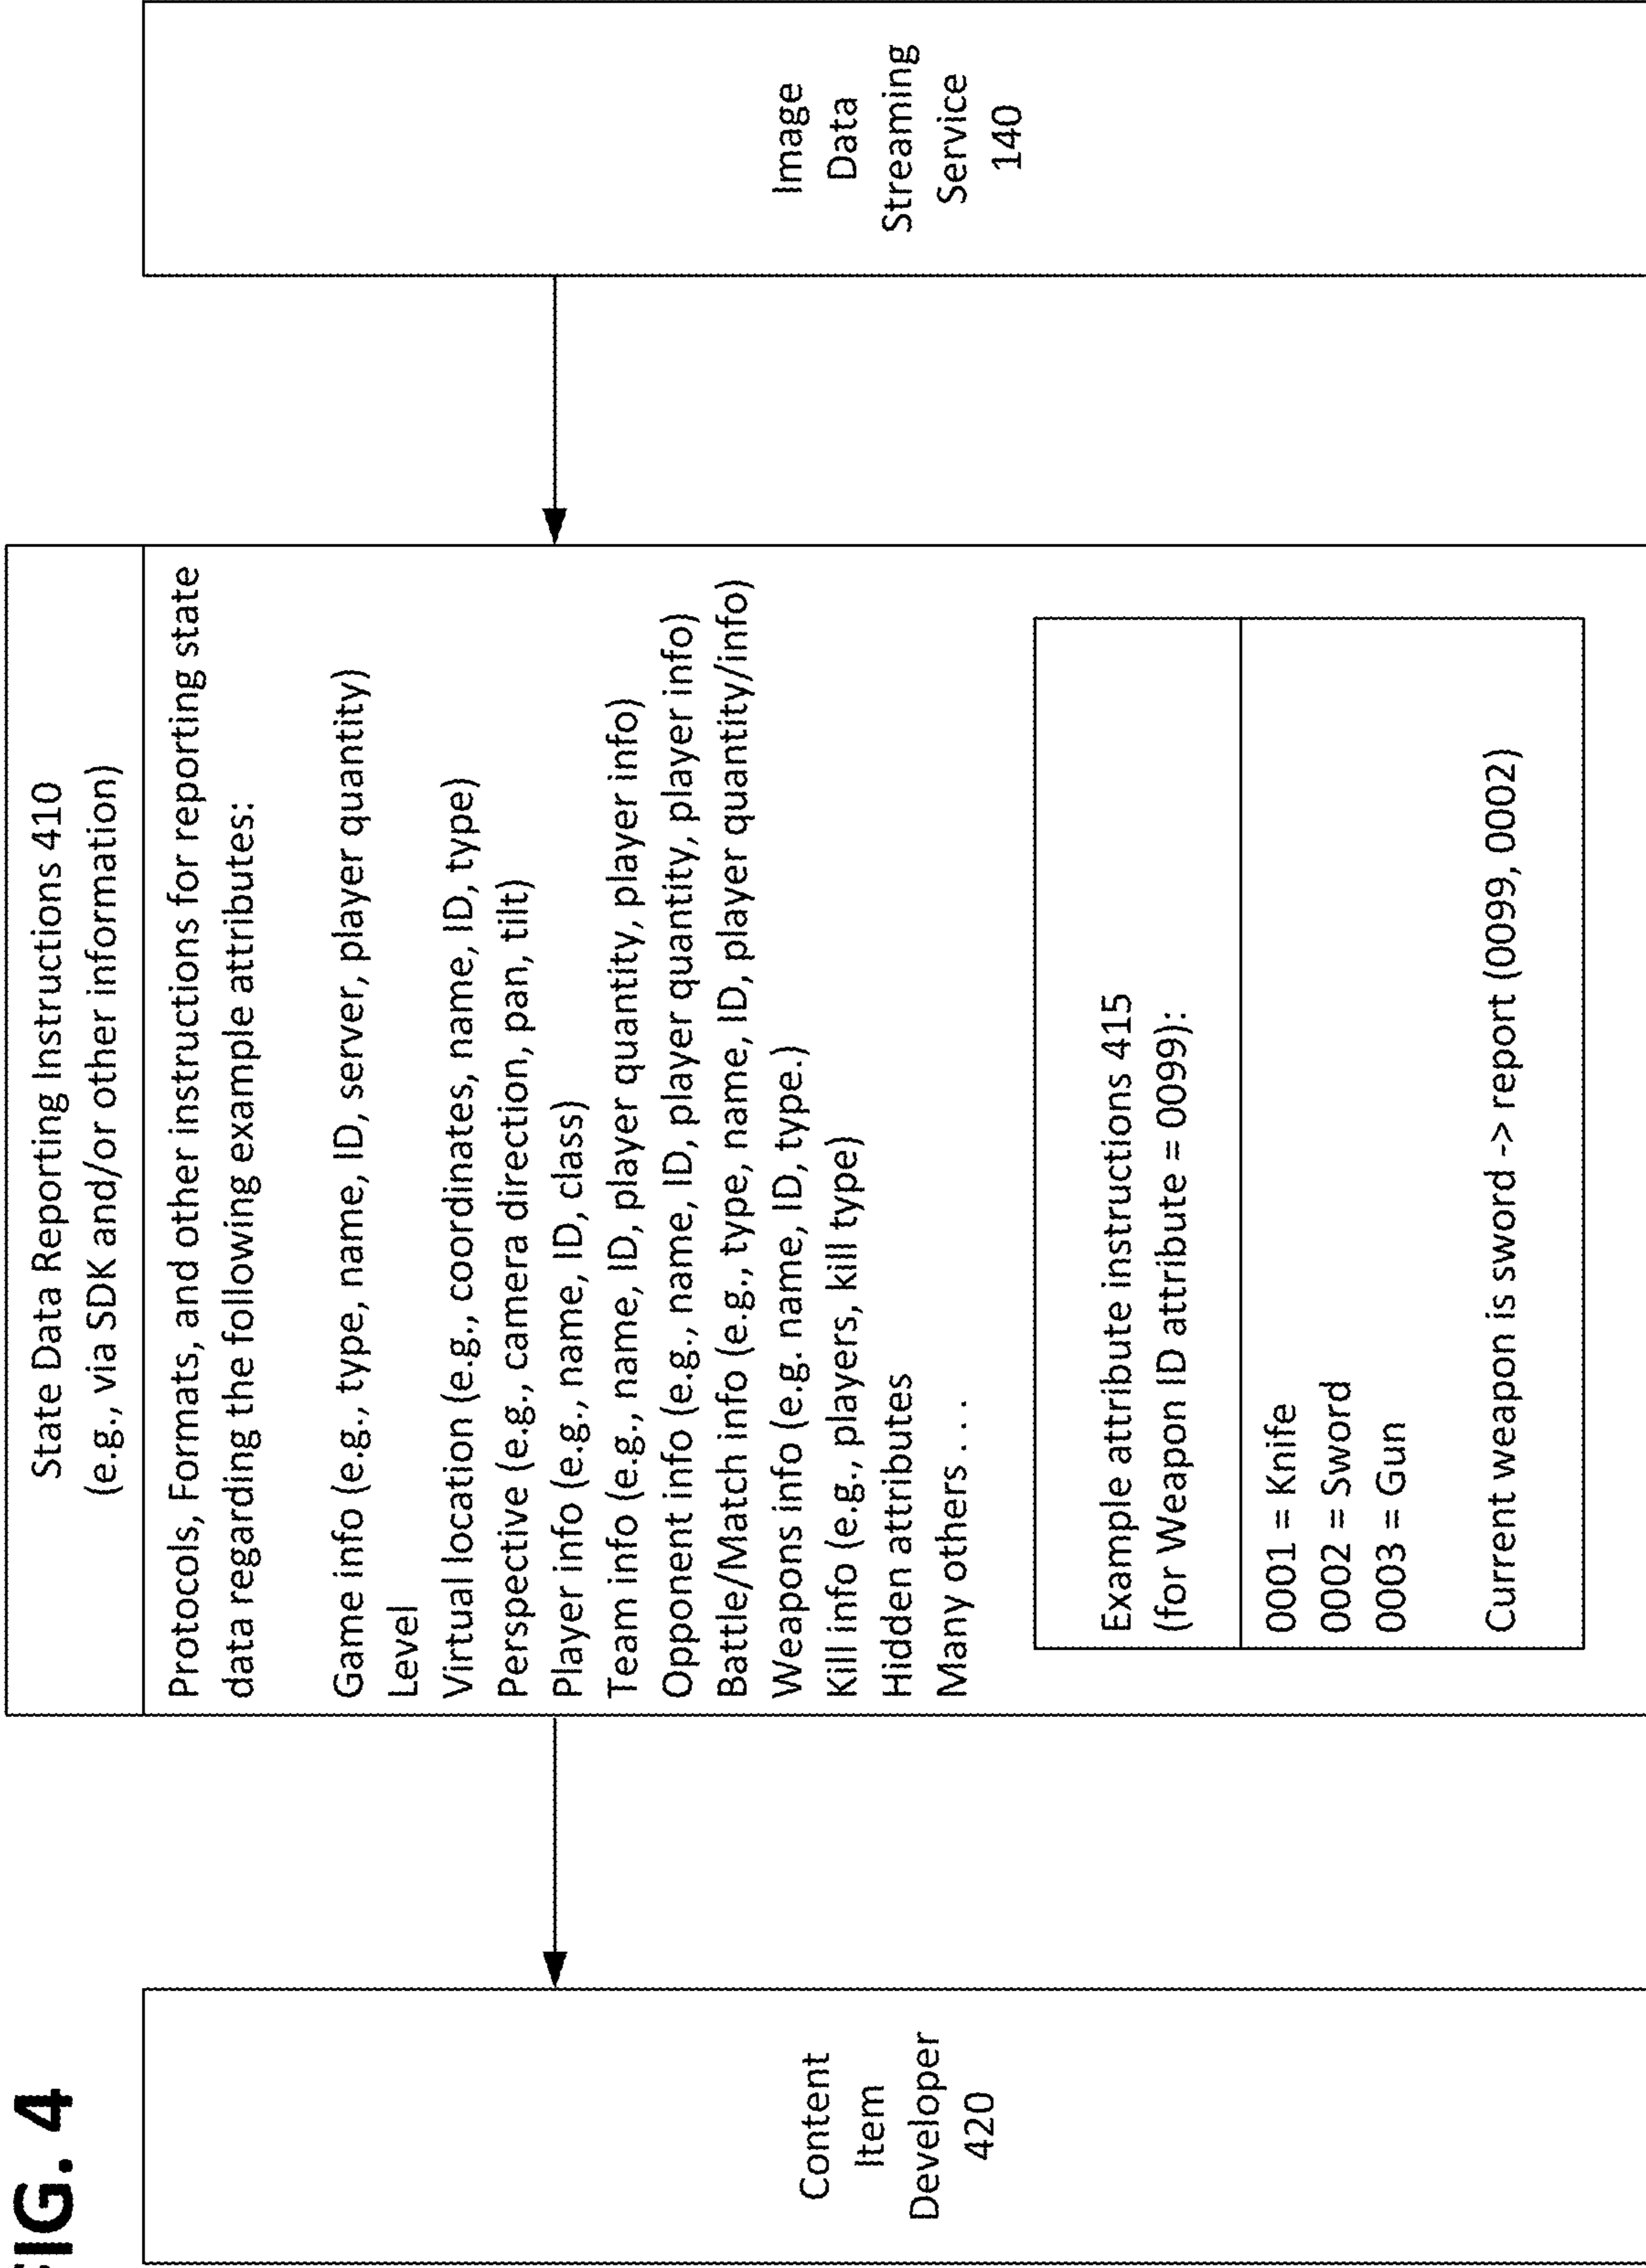 FIG. 4
Content
Item
Developer
420
State Data Reporting Instructions 410
(e.g., via SDK and/or other information)
Protocols, Formats, and other instructions for reporting state
data regarding the following example attributes:
Game info (e.g., type, name, ID, server, player quantity)
Level
Virtual location (e.g., coordinates, name, ID, type)
Perspective (e.g., camera direction, pan, tilt)
Player info (e.g., name, ID, class)
Team info (e.g., name, ID, player quantity, player info)
Opponent info (e.g., name, ID, player quantity, player info)
Battle/Match info (e.g., type, name, ID, player quantity/info)
Weapons info (e.g. name, ID, type.)
Kill info (e.g., players, kill type)
Hidden attributes
Many others . . . .
Example attribute instructions 415
(for Weapon ID attribute = 0099):
0001 = Knife
0002 = Sword
0003 = Gun
Current weapon is sword -> report (0099, 0002)
Image
Data
Streaming
Service
140